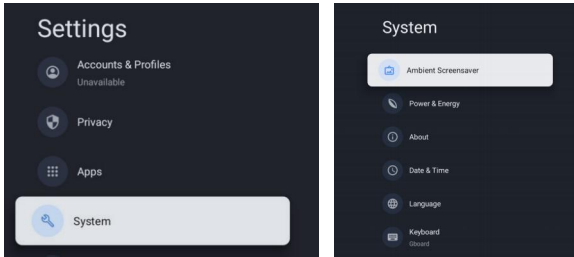 Settings
Accounts & Profiles
Unavailable
Privacy
Apps
System
System
Ambient Screensaver
Power & Energy
About
Date & Time
Language
Keyboard
Gboard